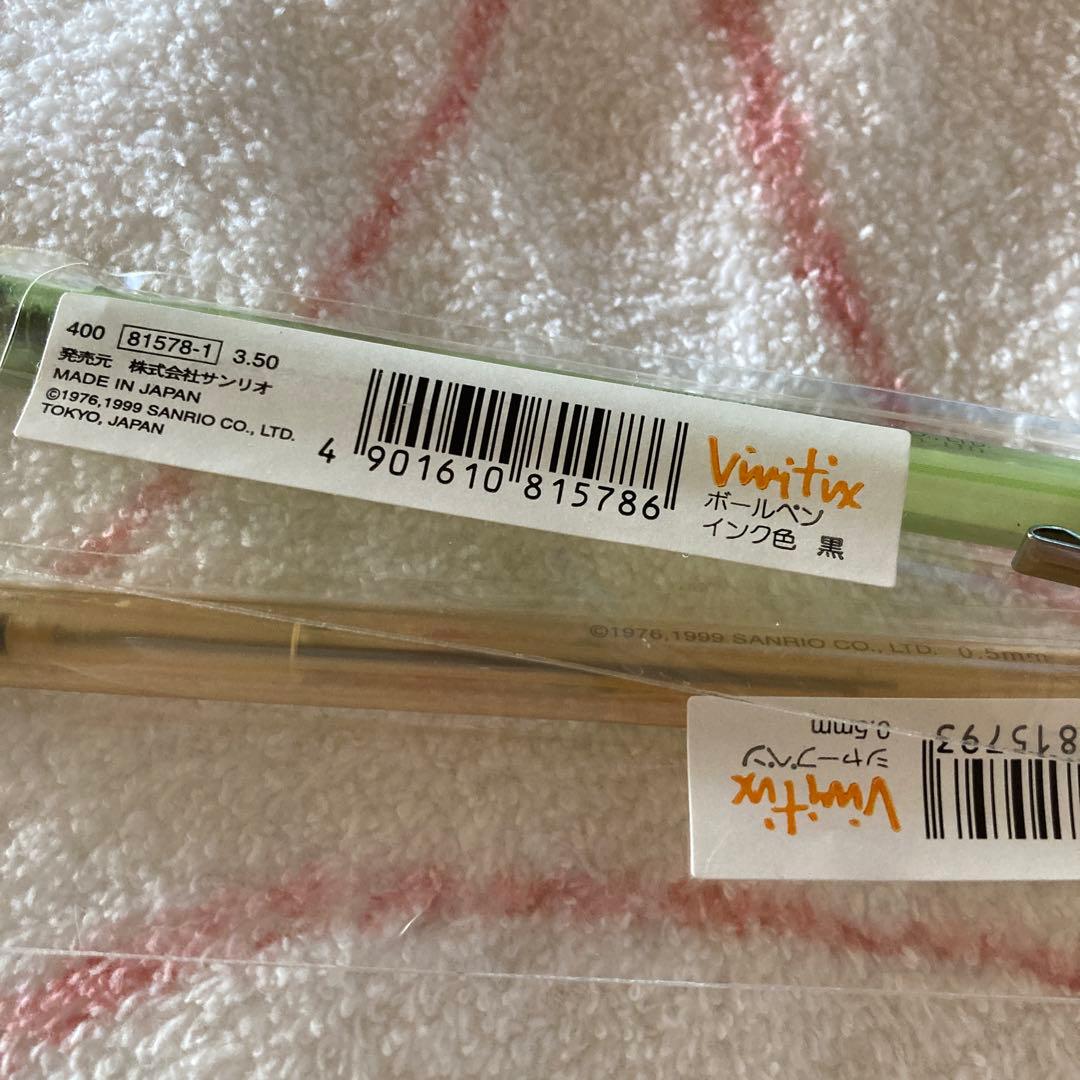 400 81578-1 3.50
発売元 株式会社サンリオ
MADE IN JAPAN
©1976,1999 SANRIO CO., LTD.
TOKYO, JAPAN
4 901610 815786
Vivitix
ボールペン
インク色 黒
©1976,1999 SANRIO CO., LTD. 0.5mm
Vivitix
シャープペン
0.5mm
815793